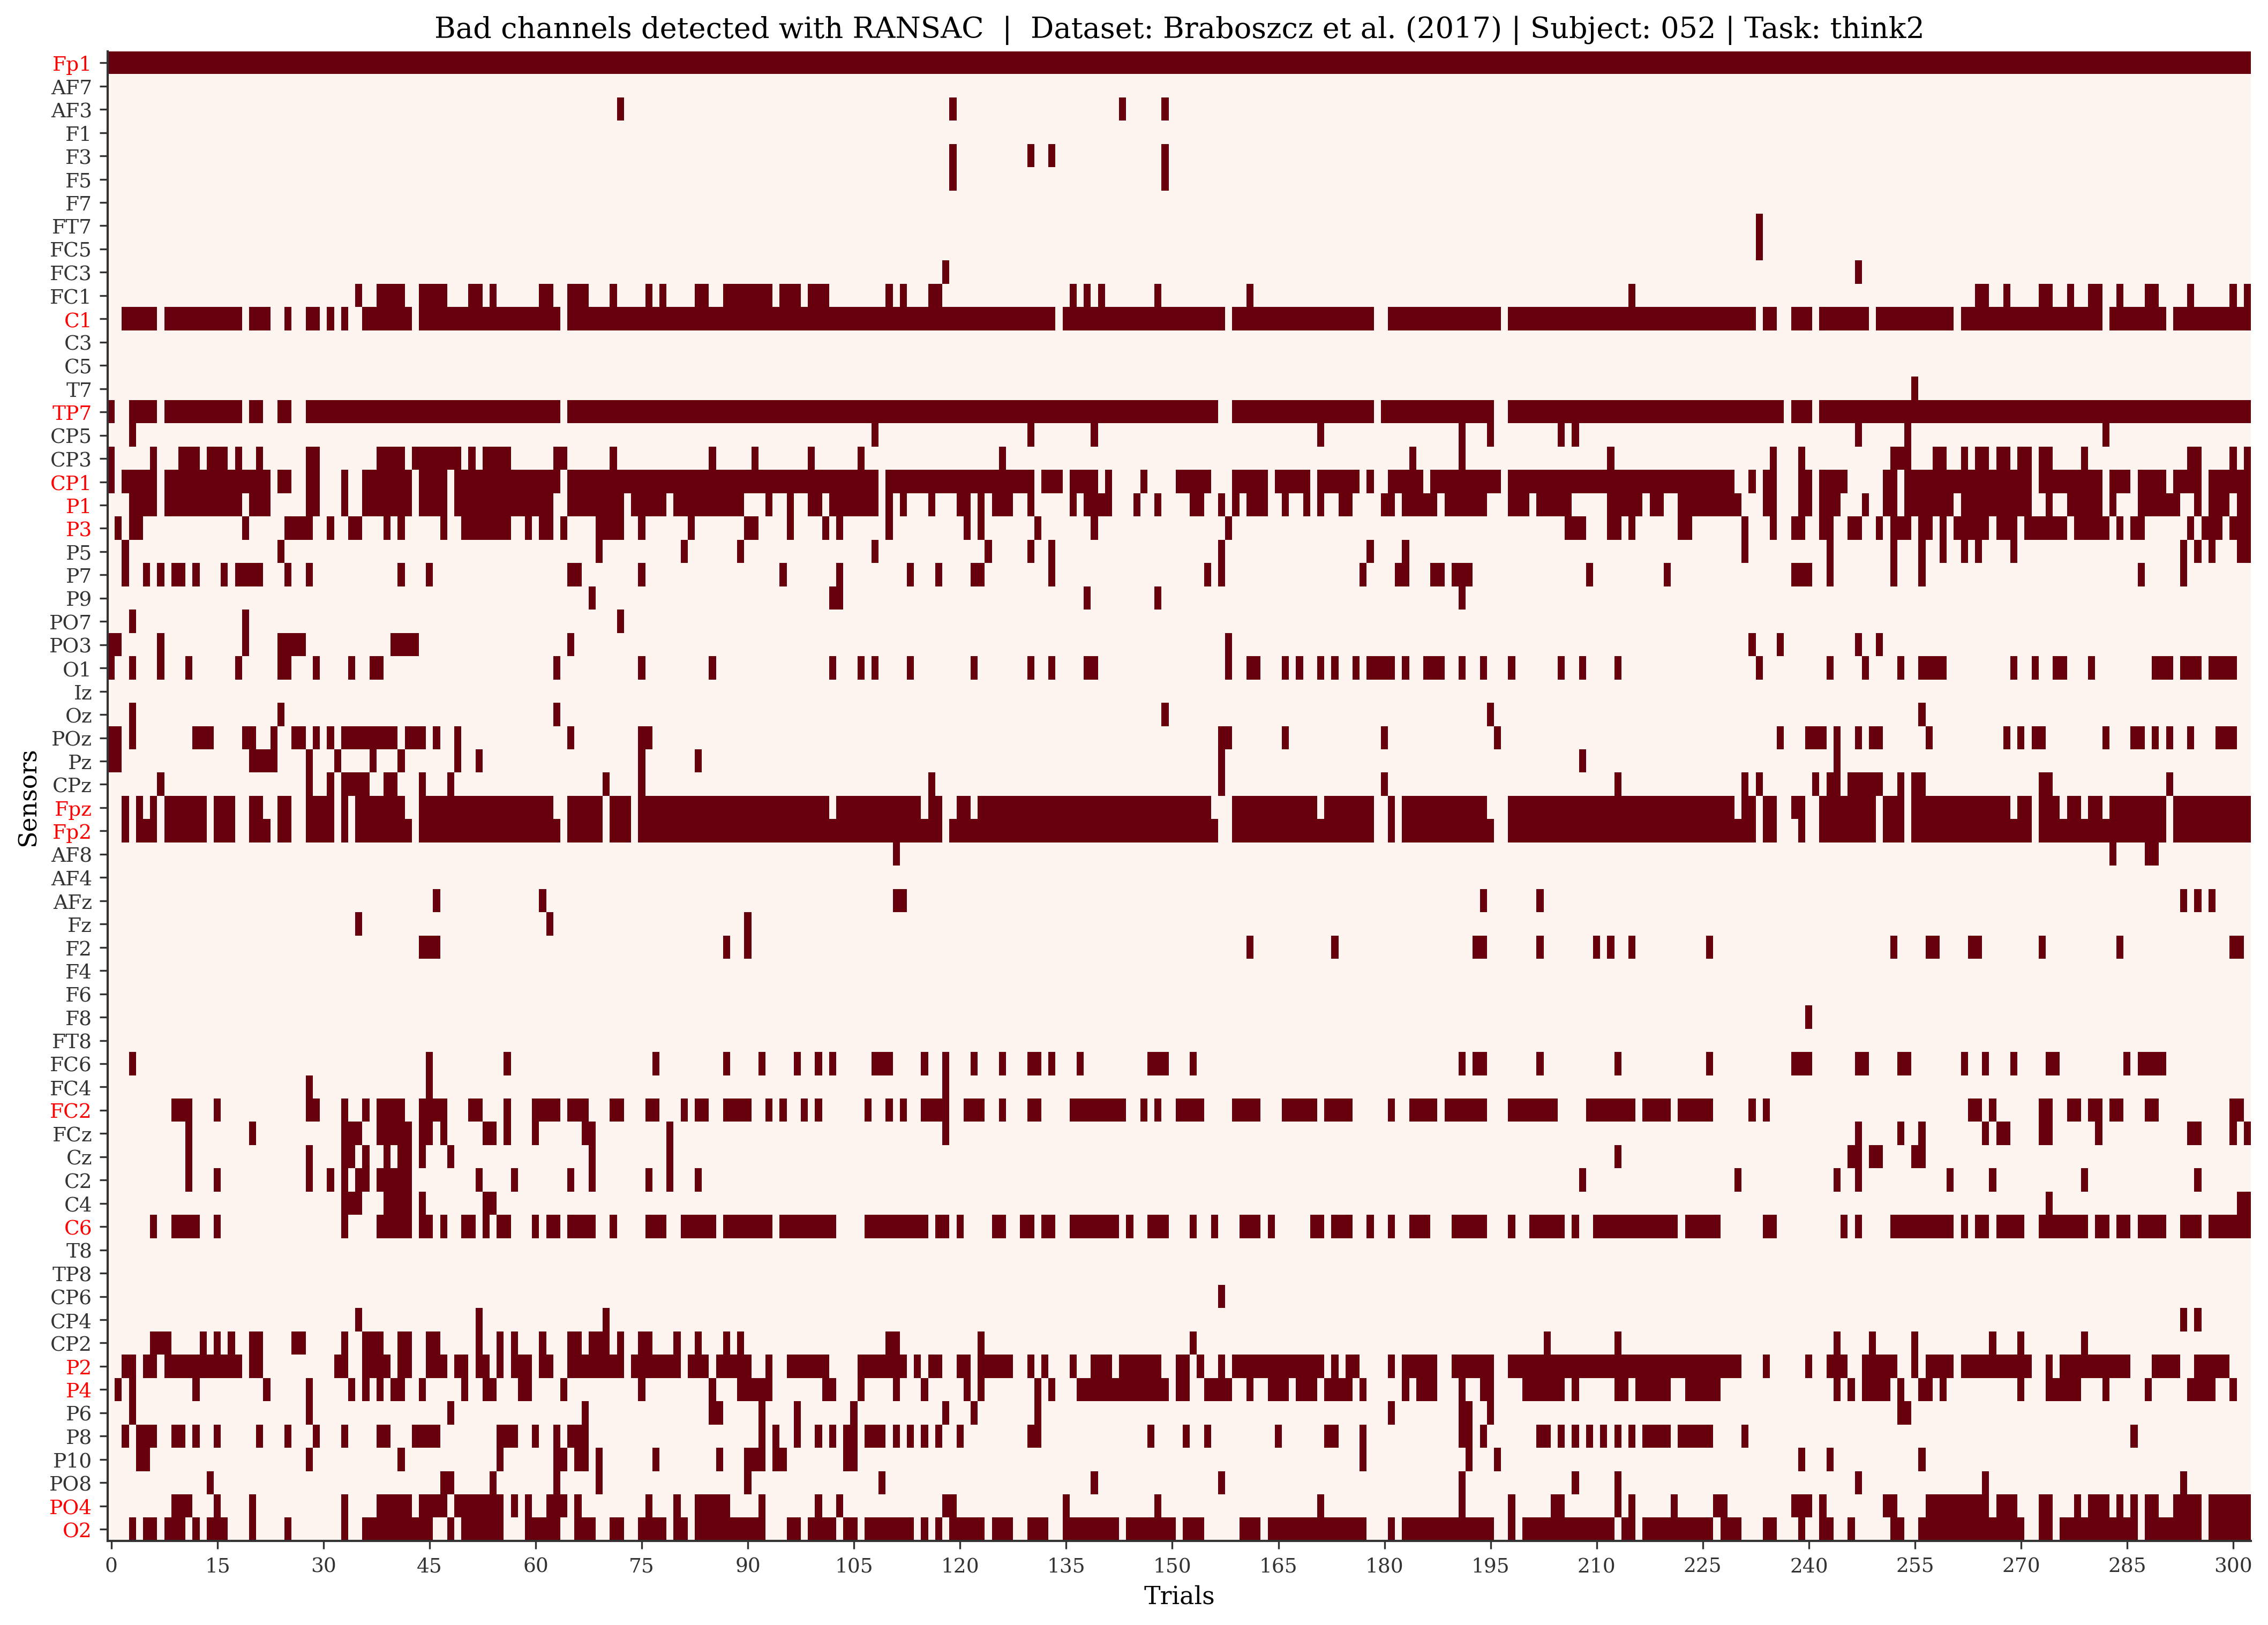 Bad channels detected with RANSAC | Dataset: Braboszcz et al. (2017) | Subject: 052 | Task: think2
Sensors
Fp1
AF7
AF3
F1
F3
F5
F7
FT7
FC5
FC3
FC1
C1
C3
C5
T7
TP7
CP5
CP3
CP1
P1
P3
P5
P7
P9
PO7
PO3
O1
Iz
Oz
POz
Pz
CPz
Fpz
Fp2
AF8
AF4
AFz
Fz
F2
F4
F6
F8
FT8
FC6
FC4
FC2
FCz
Cz
C2
C4
C6
T8
TP8
CP6
CP4
CP2
P2
P4
P6
P8
P10
PO8
PO4
O2
0 15 30 45 60 75 90 105 120 135 150 165 180 195 210 225 240 255 270 285 300
Trials